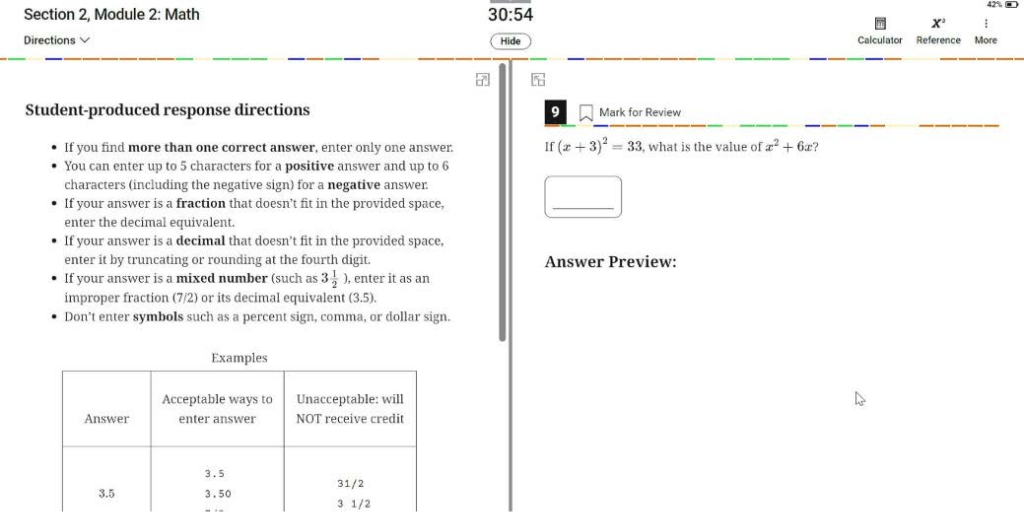 42%
Section 2, Module 2: Math
30:54
Directions
Hide
Calculator
X²
Reference
More
Student-produced response directions
• If you find more than one correct answer, enter only one answer.
• You can enter up to 5 characters for a positive answer and up to 6
characters (including the negative sign) for a negative answer.
• If your answer is a fraction that doesn't fit in the provided space,
enter the decimal equivalent.
• If your answer is a decimal that doesn't fit in the provided space,
enter it by truncating or rounding at the fourth digit.
• If your answer is a mixed number (such as 3 1/2 ), enter it as an
improper fraction (7/2) or its decimal equivalent (3.5).
• Don't enter symbols such as a percent sign, comma, or dollar sign.
Examples
Answer
Acceptable ways to
enter answer
Unacceptable: will
NOT receive credit
3.5
3.5
3.50
31/2
3 1/2
9
Mark for Review
If (x + 3)² = 33, what is the value of x² + 6x?
Answer Preview: